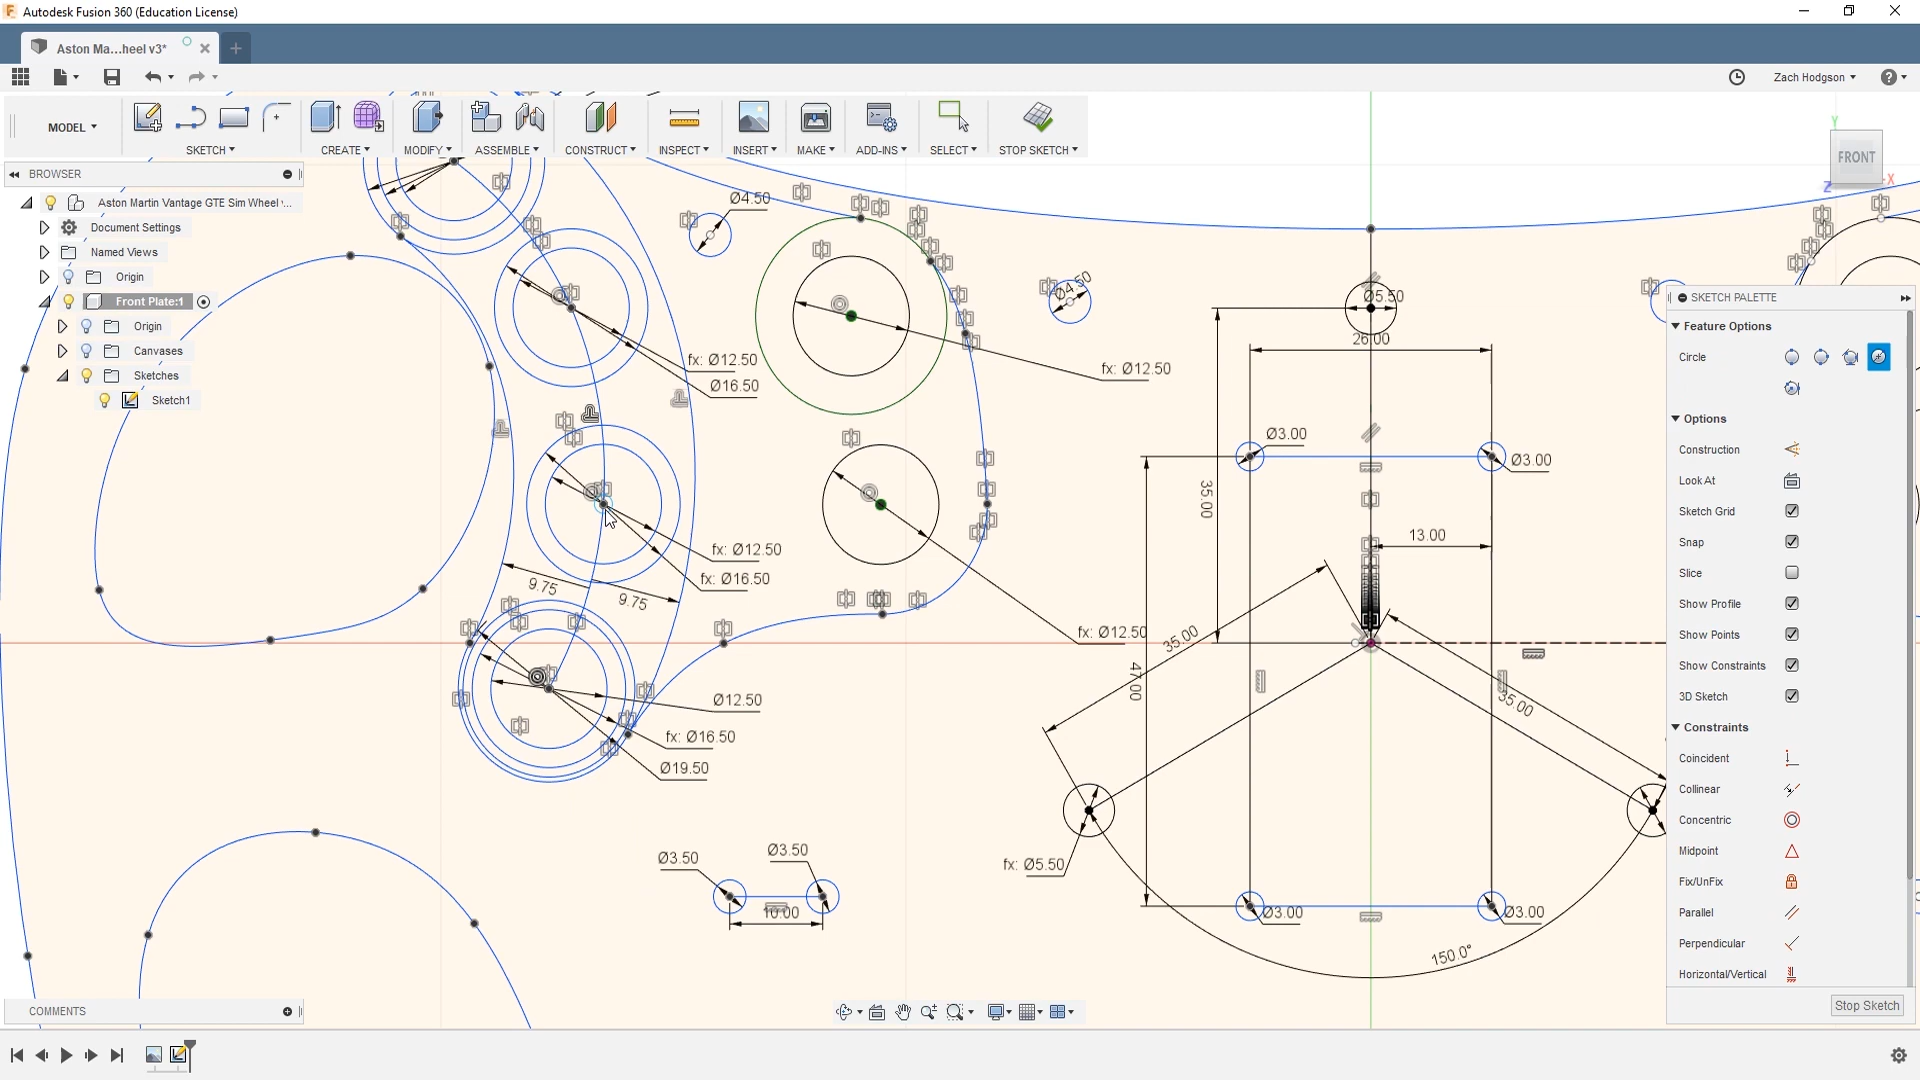 Autodesk Fusion 360 (Education License)
Aston Ma...heel v3*
Zach Hodgson
MODEL
SKETCH
CREATE
MODIFY
ASSEMBLE
CONSTRUCT
INSPECT
INSERT
MAKE
ADD-INS
SELECT
STOP SKETCH
Y
FRONT
Z
X
BROWSER
Aston Martin Vantage GTE Sim Wheel v...
Document Settings
Named Views
Origin
Front Plate:1
Origin
Canvases
Sketches
Sketch1
Ø4.50
Ø4.50
Ø5.50
26.00
fx: Ø12.50
Ø16.50
fx: Ø12.50
Ø3.00
Ø3.00
35.00
13.00
fx: Ø12.50
fx: Ø16.50
9.75
9.75
fx: Ø12.50
35.00
47.00
35.00
Ø12.50
fx: Ø16.50
Ø19.50
Ø3.50
Ø3.50
10.00
fx: Ø5.50
Ø3.00
Ø3.00
150.0°
SKETCH PALETTE
Feature Options
Circle
Options
Construction
Look At
Sketch Grid
Snap
Slice
Show Profile
Show Points
Show Constraints
3D Sketch
Constraints
Coincident
Collinear
Concentric
Midpoint
Fix/UnFix
Parallel
Perpendicular
Horizontal/Vertical
Stop Sketch
COMMENTS